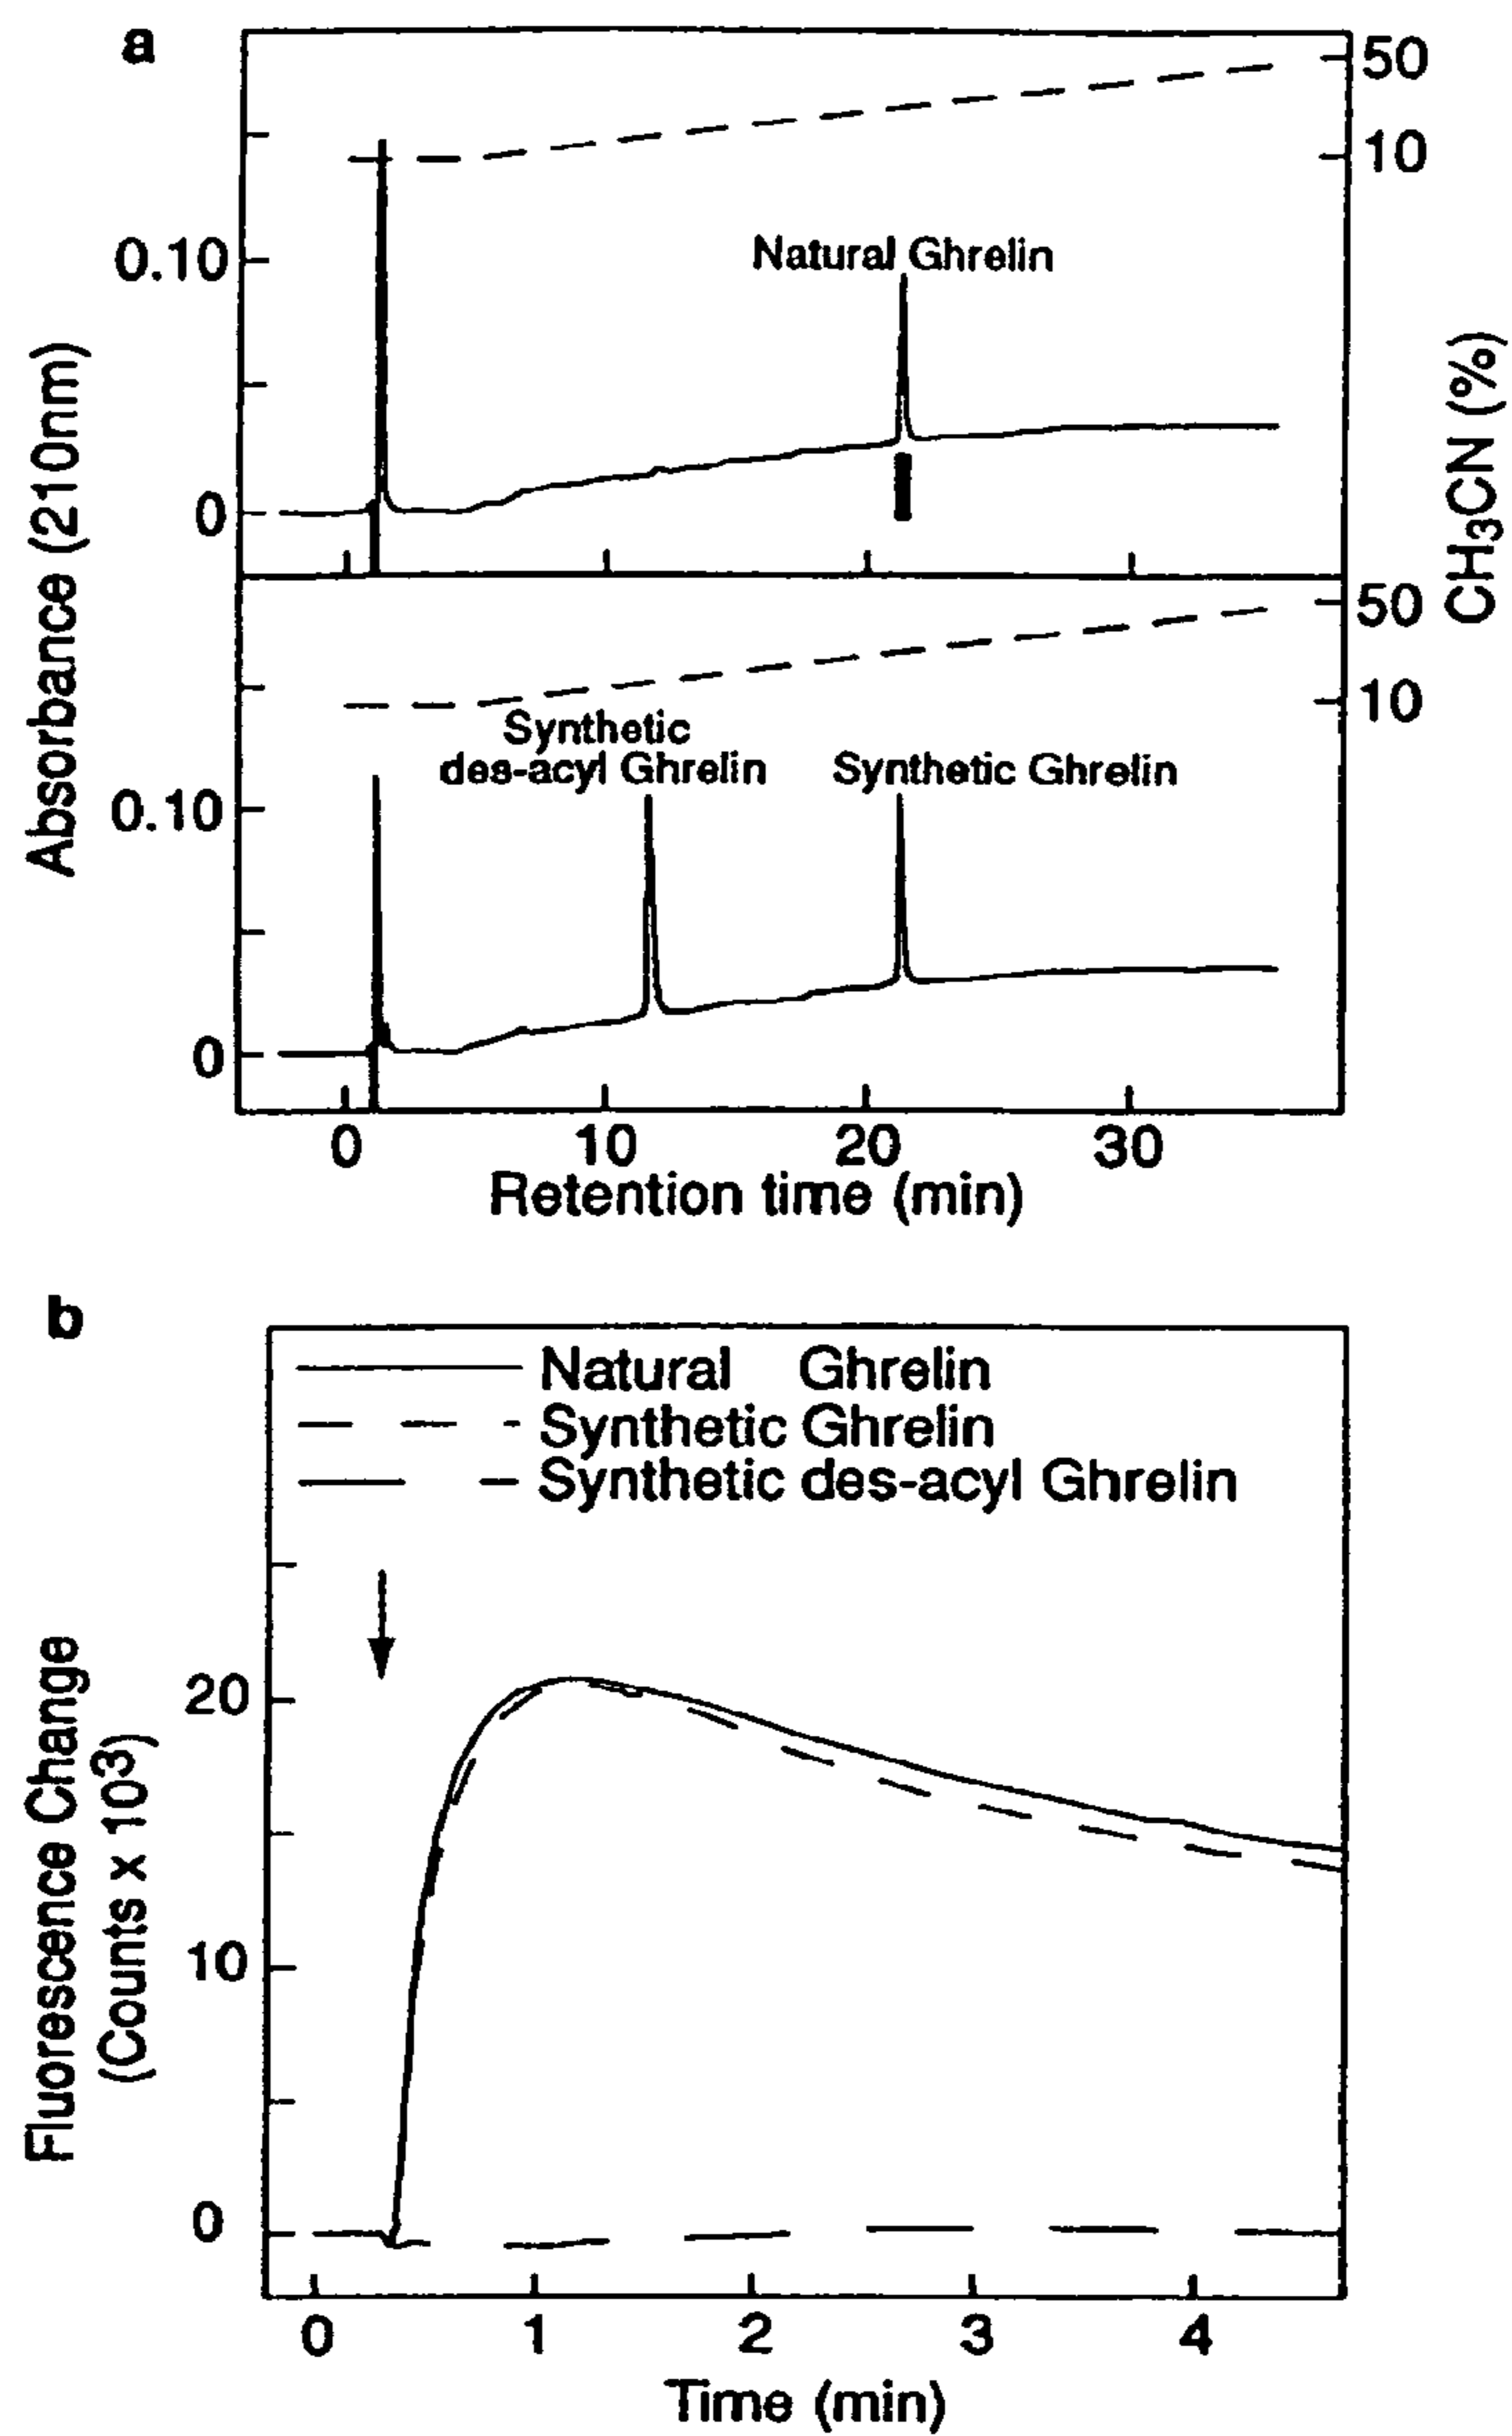 a
50
10
Natural Ghrelin
0.10
0
Absorbance (210nm)
CH3CN (%)
50
10
Synthetic
des-acyl Ghrelin
Synthetic Ghrelin
0.10
0
0 10 20 30
Retention time (min)
b
Natural Ghrelin
Synthetic Ghrelin
Synthetic des-acyl Ghrelin
20
10
0
Fluorescence Change
(Counts x 10³)
0 1 2 3 4
Time (min)